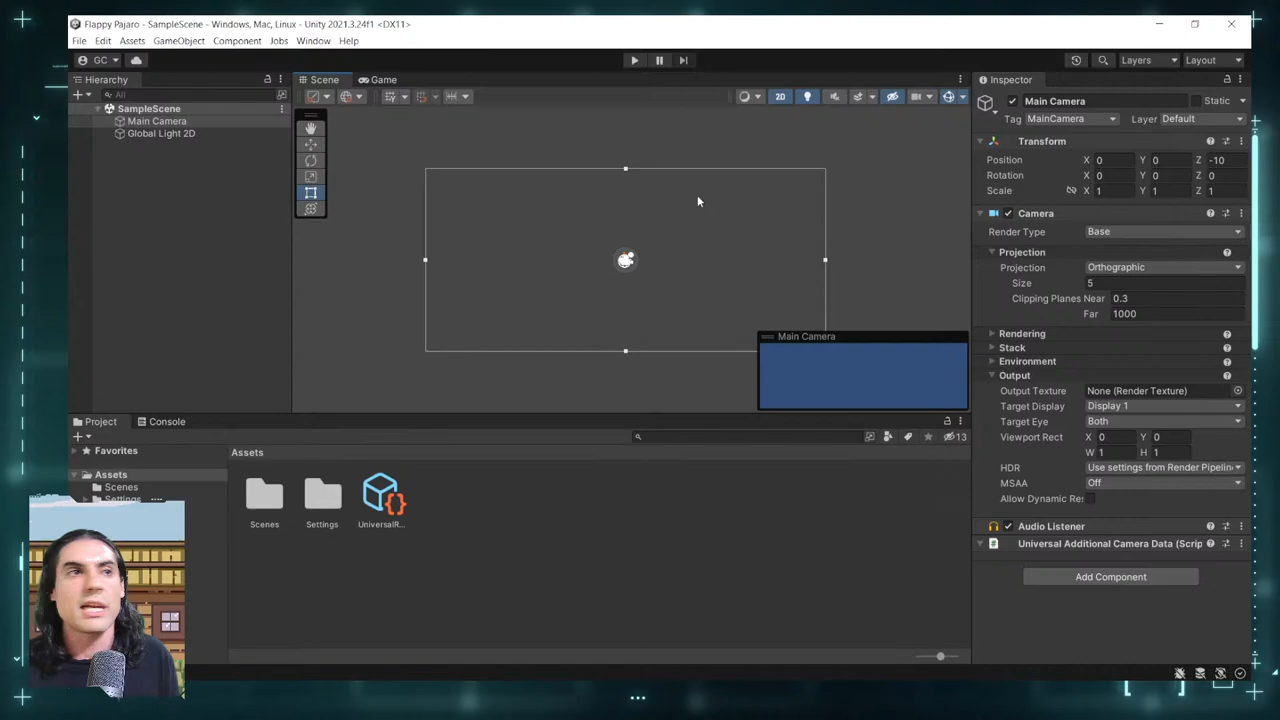 Flappy Pajaro - SampleScene - Windows, Mac, Linux - Unity 2021.3.24f1 <DX11>
File Edit Assets GameObject Component Jobs Window Help
GC Layers Layout
Hierarchy
All
SampleScene
Main Camera
Global Light 2D
Scene Game
2D
Main Camera
Inspector
Main Camera Static
Tag MainCamera Layer Default
Transform
Position X 0 Y 0 Z -10
Rotation X 0 Y 0 Z 0
Scale X 1 Y 1 Z 1
Camera
Render Type Base
Projection
Projection Orthographic
Size 5
Clipping Planes Near 0.3
Far 1000
Rendering
Stack
Environment
Output
Output Texture None (Render Texture)
Target Display Display 1
Target Eye Both
Viewport Rect X 0 Y 0
W 1 H 1
HDR Use settings from Render Pipelin
MSAA Off
Allow Dynamic Res
Audio Listener
Universal Additional Camera Data (Scrip
Add Component
Project Console
13
Favorites
Assets
Scenes
Settings
Assets
Scenes Settings UniversalR...